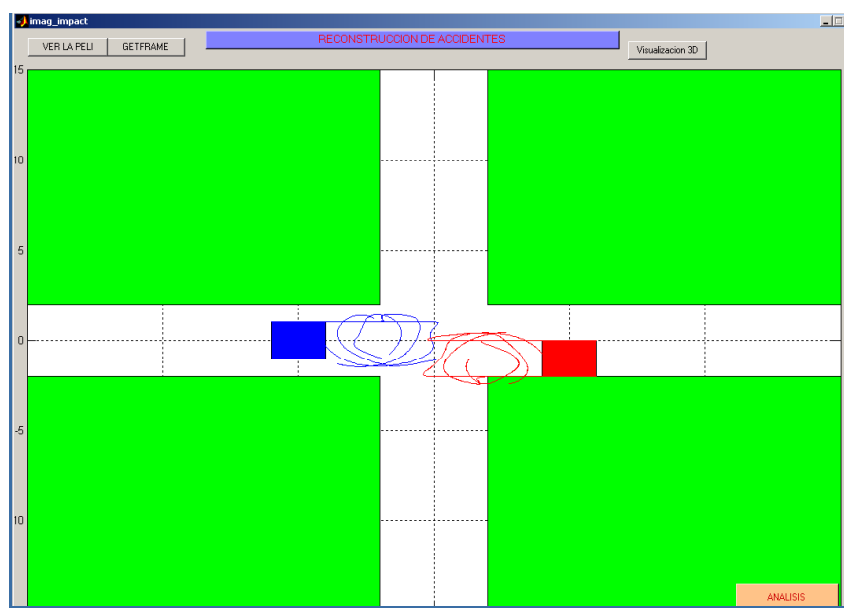 imag_impact
VER LA PELI GETFRAME RECONSTRUCCION DE ACCIDENTES Visualizacion 3D
15
10
5
0
-5
10
ANALISIS